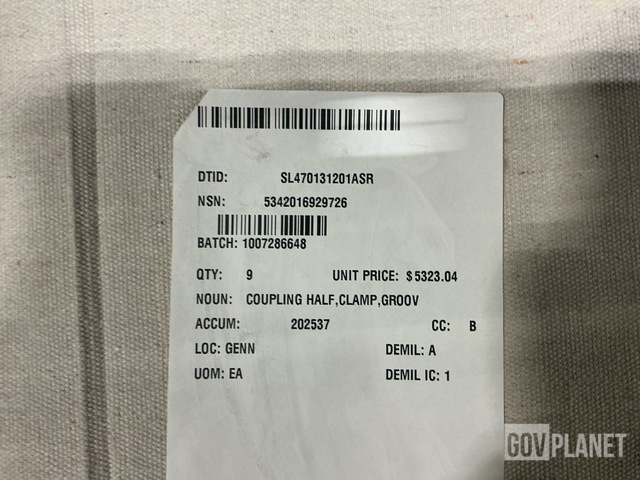 DTID: SL470131201ASR
NSN: 5342016929726
BATCH: 1007286648
QTY: 9 UNIT PRICE: $5323.04
NOUN: COUPLING HALF,CLAMP,GROOV
ACCUM: 202537 CC: B
LOC: GENN DEMIL: A
UOM: EA DEMIL IC: 1
GOVPLANET